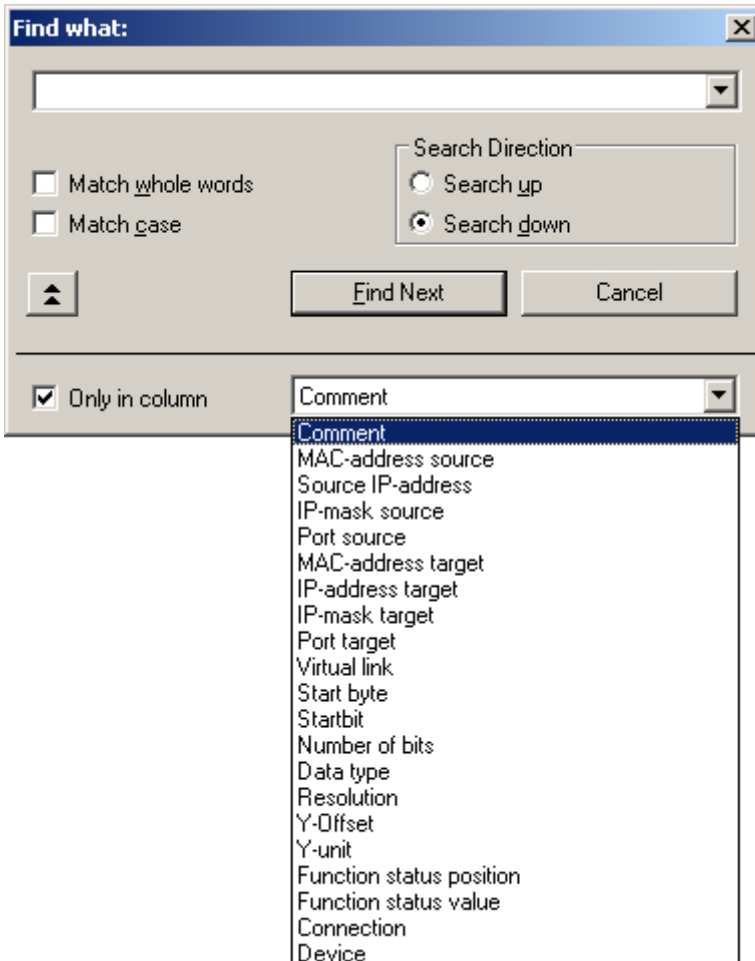 Find what:
Search Direction
Match whole words
Search up
Match case
Search down
Find Next
Cancel
Only in column
Comment
Comment
MAC-address source
Source IP-address
IP-mask source
Port source
MAC-address target
IP-address target
IP-mask target
Port target
Virtual link
Start byte
Startbit
Number of bits
Data type
Resolution
Y-Offset
Y-unit
Function status position
Function status value
Connection
Device